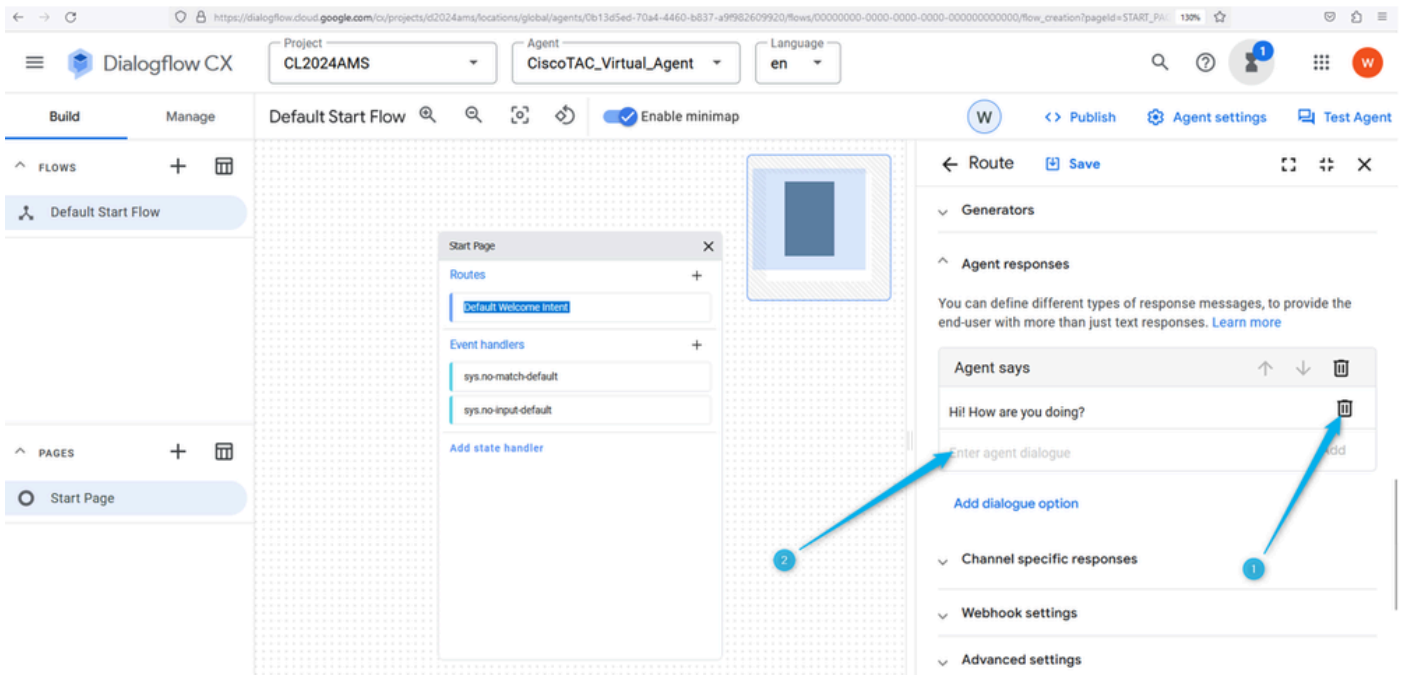 https://dialogflow.cloud.google.com/cx/projects/cl2024ams/locations/global/agents/0b13d5ed-70a4-4460-b837-a9f982609920/flows/00000000-0000-0000-0000-000000000000/flow_creation?pageId=START_PAG 130%
Dialogflow CX
Project
CL2024AMS
Agent
CiscoTAC_Virtual_Agent
Language
en
1
W
Build
Manage
Default Start Flow
Enable minimap
W
Publish
Agent settings
Test Agent
FLOWS
Default Start Flow
PAGES
Start Page
Start Page
Routes
Default Welcome Intent
Event handlers
sys.no-match-default
sys.no-input-default
Add state handler
Route
Save
Generators
Agent responses
You can define different types of response messages, to provide the
end-user with more than just text responses. Learn more
Agent says
Hi! How are you doing?
Enter agent dialogue
Add
Add dialogue option
Channel specific responses
Webhook settings
Advanced settings
2
1